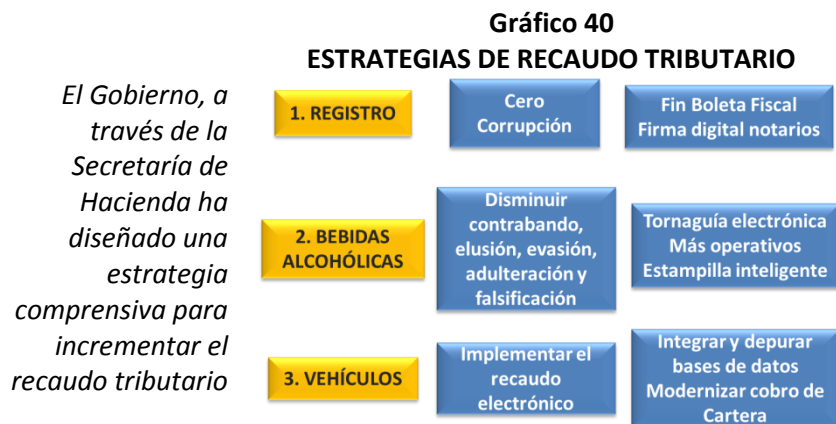 Gráfico 40
ESTRATEGIAS DE RECAUDO TRIBUTARIO
El Gobierno, a
través de la
Secretaría de
Hacienda ha
diseñado una
estrategia
comprensiva para
incrementar el
recaudo tributario
1. REGISTRO
Cero
Corrupción
Fin Boleta Fiscal
Firma digital notarios
2. BEBIDAS
ALCOHÓLICAS
Disminuir
contrabando,
elusión, evasión,
adulteración y
falsificación
Tornaguía electrónica
Más operativos
Estampilla inteligente
3. VEHÍCULOS
Implementar el
recaudo
electrónico
Integrar y depurar
bases de datos
Modernizar cobro de
Cartera